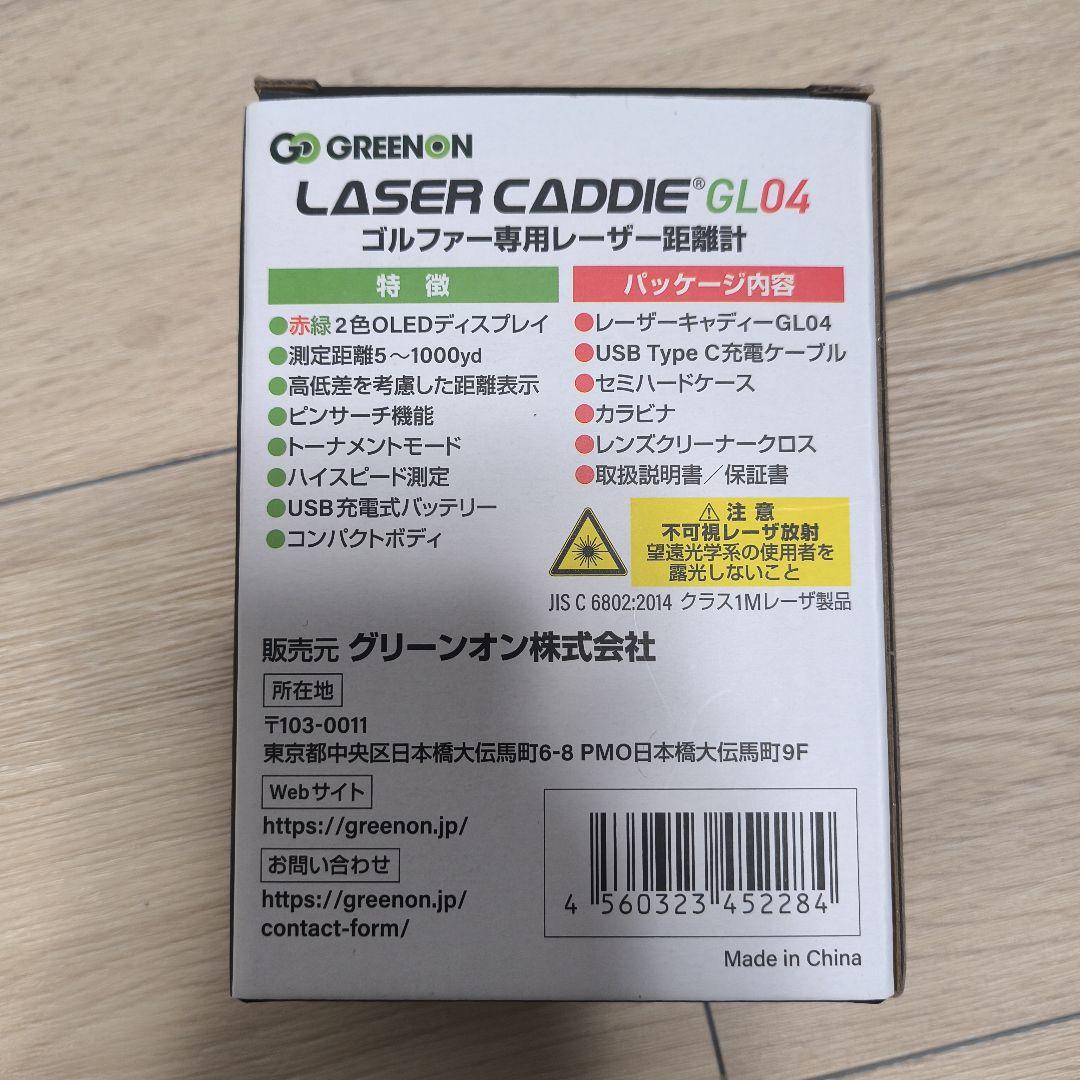 GREENON
LASER CADDIE® GL04
ゴルファー専用レーザー距離計
特徴
●赤緑2色OLEDディスプレイ
●測定距離5～1000yd
●高低差を考慮した距離表示
●ピンサーチ機能
●トーナメントモード
●ハイスピード測定
●USB充電式バッテリー
●コンパクトボディ
パッケージ内容
●レーザーキャディーGL04
●USB Type C充電ケーブル
●セミハードケース
●カラビナ
●レンズクリーナークロス
●取扱説明書／保証書
⚠注意
不可視レーザ放射
望遠光学系の使用者を
露光しないこと
JIS C 6802:2014 クラス1Mレーザ製品
販売元 グリーンオン株式会社
所在地
〒103-0011
東京都中央区日本橋大伝馬町6-8 PMO日本橋大伝馬町9F
Webサイト
https://greenon.jp/
お問い合わせ
https://greenon.jp/
contact-form/
4 560323 452284
Made in China